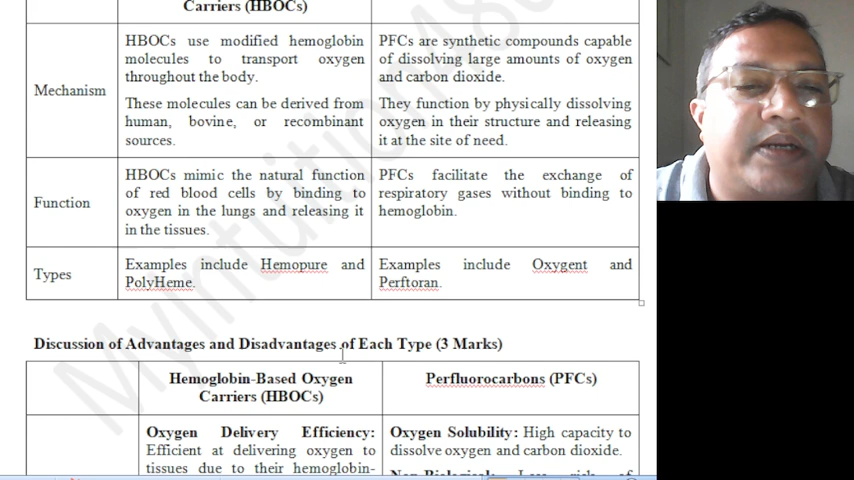 Carriers (HBOCs)
Mechanism
HBOCs use modified hemoglobin
molecules to transport oxygen
throughout the body.
These molecules can be derived from
human, bovine, or recombinant
sources.
PFCs are synthetic compounds capable
of dissolving large amounts of oxygen
and carbon dioxide.
They function by physically dissolving
oxygen in their structure and releasing
it at the site of need.
Function
HBOCs mimic the natural function
of red blood cells by binding to
oxygen in the lungs and releasing it
in the tissues.
PFCs facilitate the exchange of
respiratory gases without binding to
hemoglobin.
Types
Examples include Hemopure and
PolyHeme.
Examples include Oxygent and
Perftoran.
Discussion of Advantages and Disadvantages of Each Type (3 Marks)
Hemoglobin-Based Oxygen
Carriers (HBOCs)
Perfluorocarbons (PFCs)
Oxygen Delivery Efficiency:
Efficient at delivering oxygen to
tissues due to their hemoglobin-
Oxygen Solubility: High capacity to
dissolve oxygen and carbon dioxide.
Non-Biological: Less risk of